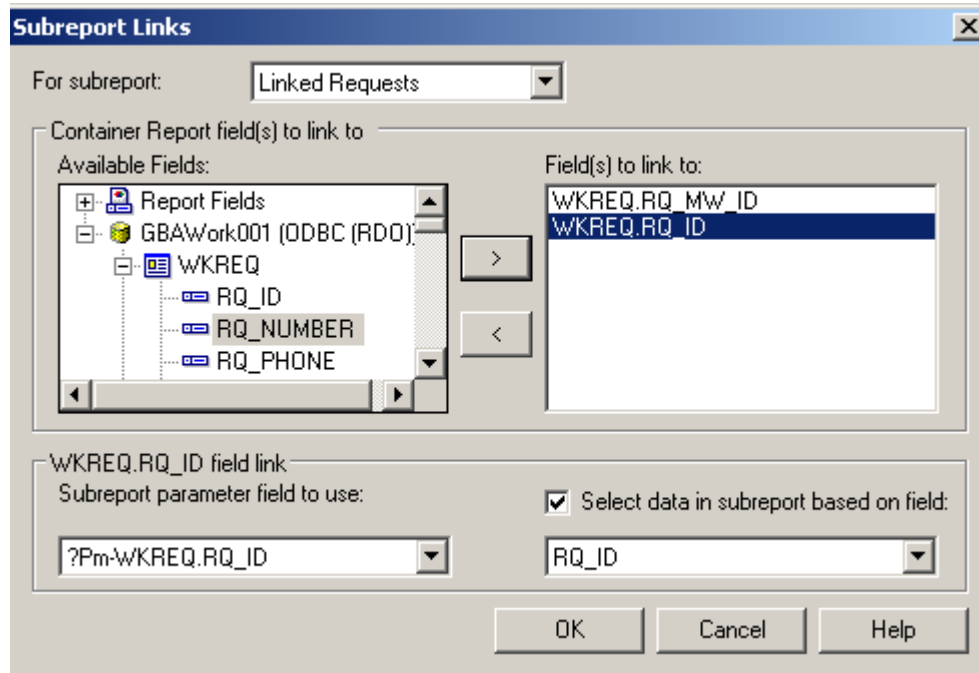 Subreport Links
For subreport:
Linked Requests
Container Report field(s) to link to
Available Fields:
Report Fields
GBAWork001 (ODBC (RDO))
WKREQ
RQ_ID
RQ_NUMBER
RQ_PHONE
>
<
Field(s) to link to:
WKREQ.RQ_MW_ID
WKREQ.RQ_ID
WKREQ.RQ_ID field link
Subreport parameter field to use:
?Pm-WKREQ.RQ_ID
Select data in subreport based on field:
RQ_ID
OK
Cancel
Help